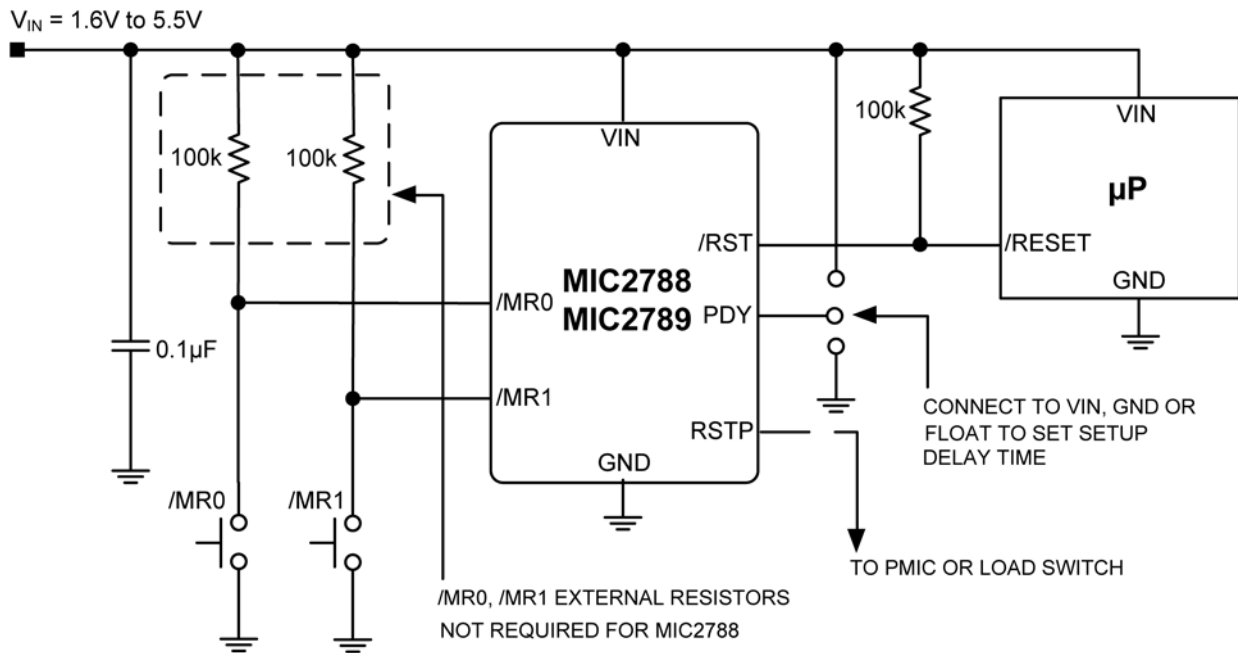 V_IN = 1.6V to 5.5V
VIN
100k
VIN
100k
100k
µP
/RST
/RESET
MIC2788
GND
/MR0
MIC2789
PDY
0.1µF
/MR1
CONNECT TO VIN, GND OR
FLOAT TO SET SETUP
DELAY TIME
RSTP
GND
/MR0
/MR1
TO PMIC OR LOAD SWITCH
/MR0, /MR1 EXTERNAL RESISTORS
NOT REQUIRED FOR MIC2788